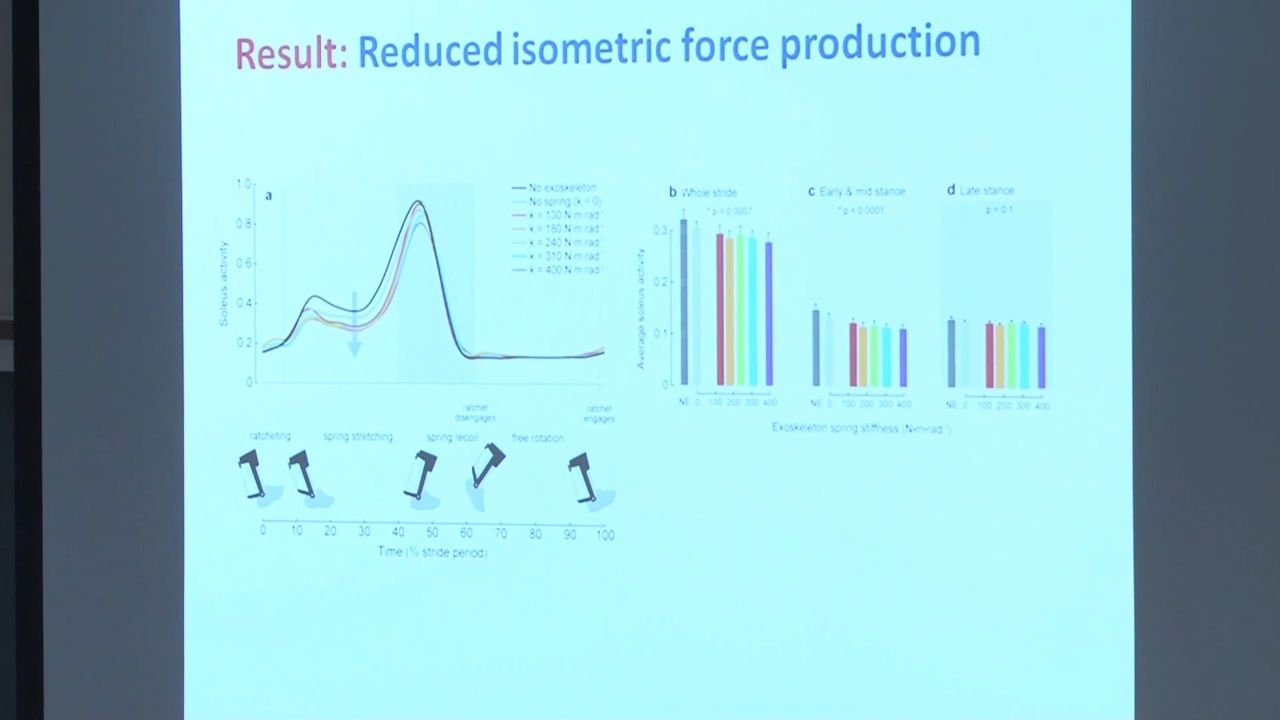 Result: Reduced isometric force production
a
1.0
0.8
0.6
0.4
0.2
0
Soleus activity
No exoskeleton
No spring (k = 0)
k = 130 N m rad⁻¹
k = 180 N m rad⁻¹
k = 240 N m rad⁻¹
k = 310 N m rad⁻¹
k = 400 N m rad⁻¹
ratchet disengages
ratchet engages
ratcheting
spring stretching
spring recoil
free rotation
0 10 20 30 40 50 60 70 80 90 100
Time (% stride period)
b Whole stride
* p = 0.0007
0.3
0.2
0.1
0
Average soleus activity
NE 0 100 200 300 400
c Early & mid stance
* p < 0.0001
NE 0 100 200 300 400
d Late stance
p = 0.1
NE 0 100 200 300 400
Exoskeleton spring stiffness (N•m•rad⁻¹)